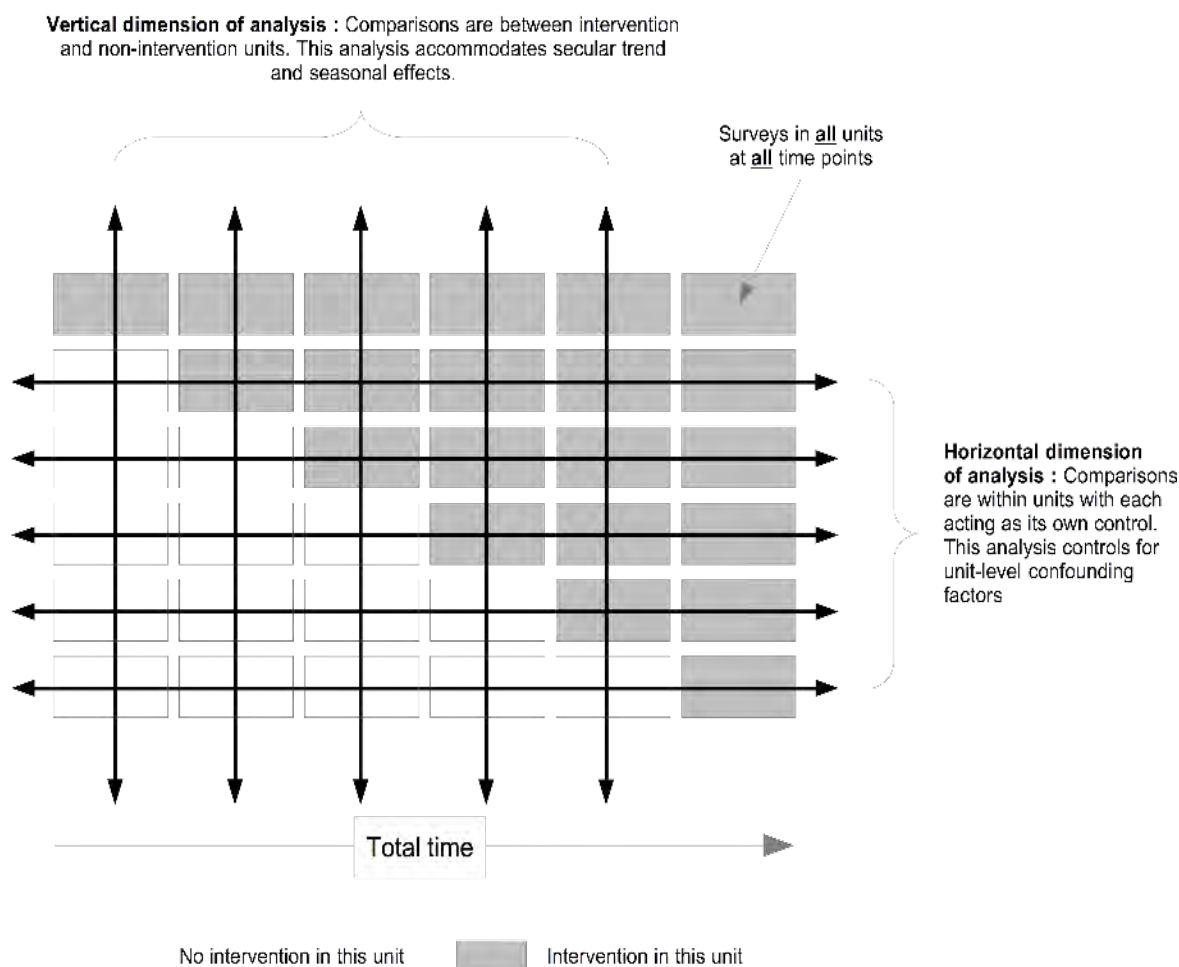 Vertical dimension of analysis : Comparisons are between intervention
and non-intervention units. This analysis accommodates secular trend
and seasonal effects.
Surveys in all units
at all time points
Horizontal dimension
of analysis : Comparisons
are within units with each
acting as its own control.
This analysis controls for
unit-level confounding
factors
Total time
No intervention in this unit
Intervention in this unit